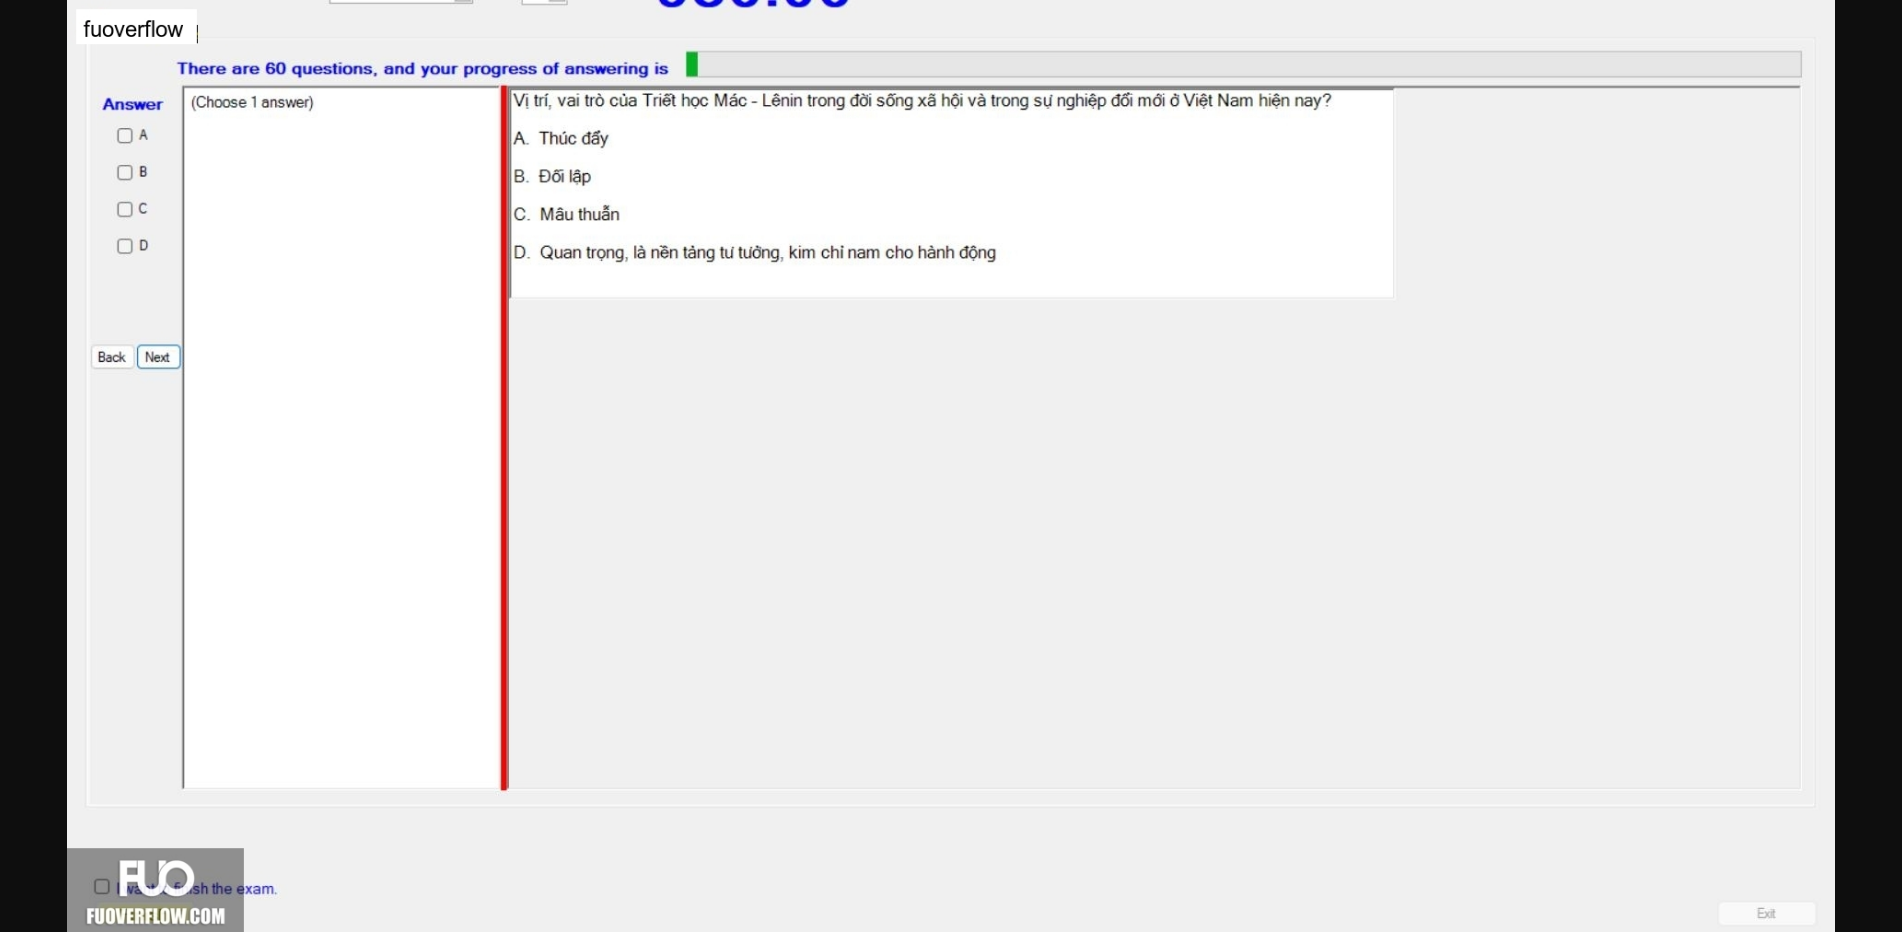 fuoverflow
There are 60 questions, and your progress of answering is
Answer
(Choose 1 answer)
A
B
C
D
Back
Next
Vị trí, vai trò của Triết học Mác - Lênin trong đời sống xã hội và trong sự nghiệp đổi mới ở Việt Nam hiện nay?
A. Thúc đẩy
B. Đối lập
C. Mâu thuẫn
D. Quan trọng, là nền tảng tư tưởng, kim chỉ nam cho hành động
FUO
the exam.
FUOVERFLOW.COM
Exit